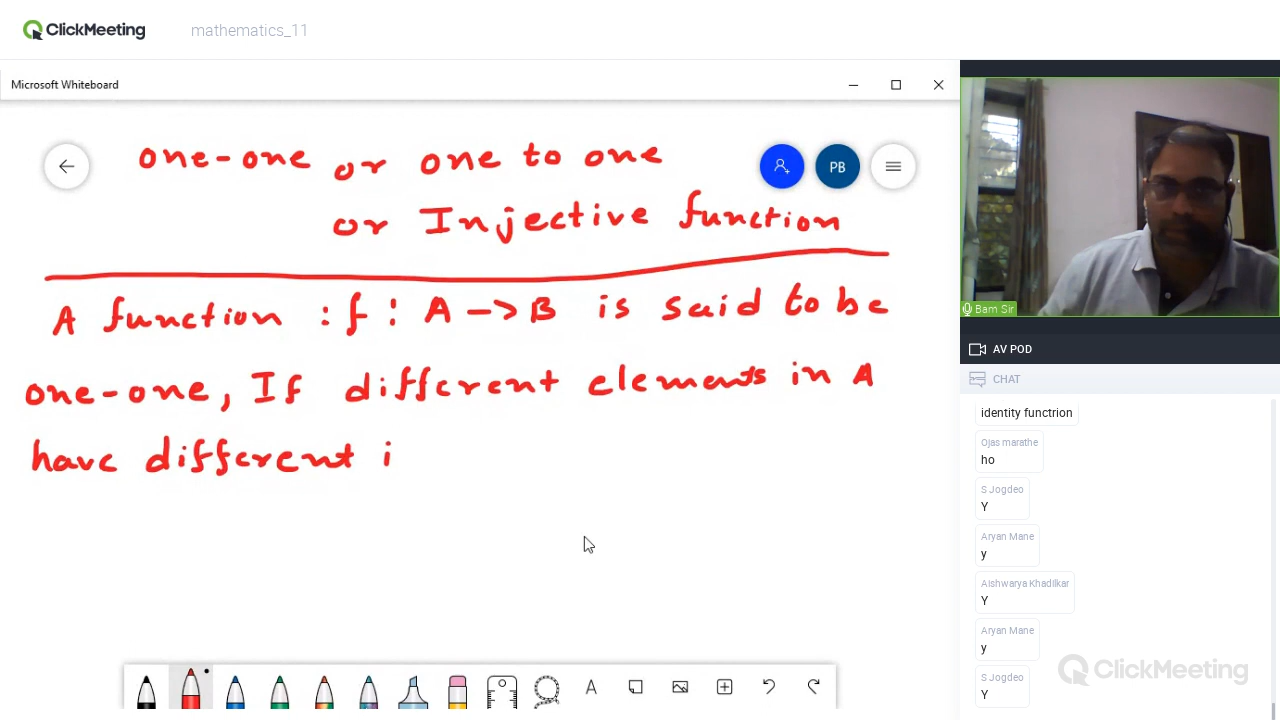 ClickMeeting
mathematics_11
Microsoft Whiteboard
one-one or one to one
or Injective function
PB
A function : f : A -> B is said to be
one-one, If different elements in A
have different i
A
Bam Sir
AV POD
CHAT
identity functrion
Ojas marathe
ho
S Jogdeo
Y
Aryan Mane
y
Aishwarya Khadilkar
Y
Aryan Mane
y
S Jogdeo
Y
ClickMeeting